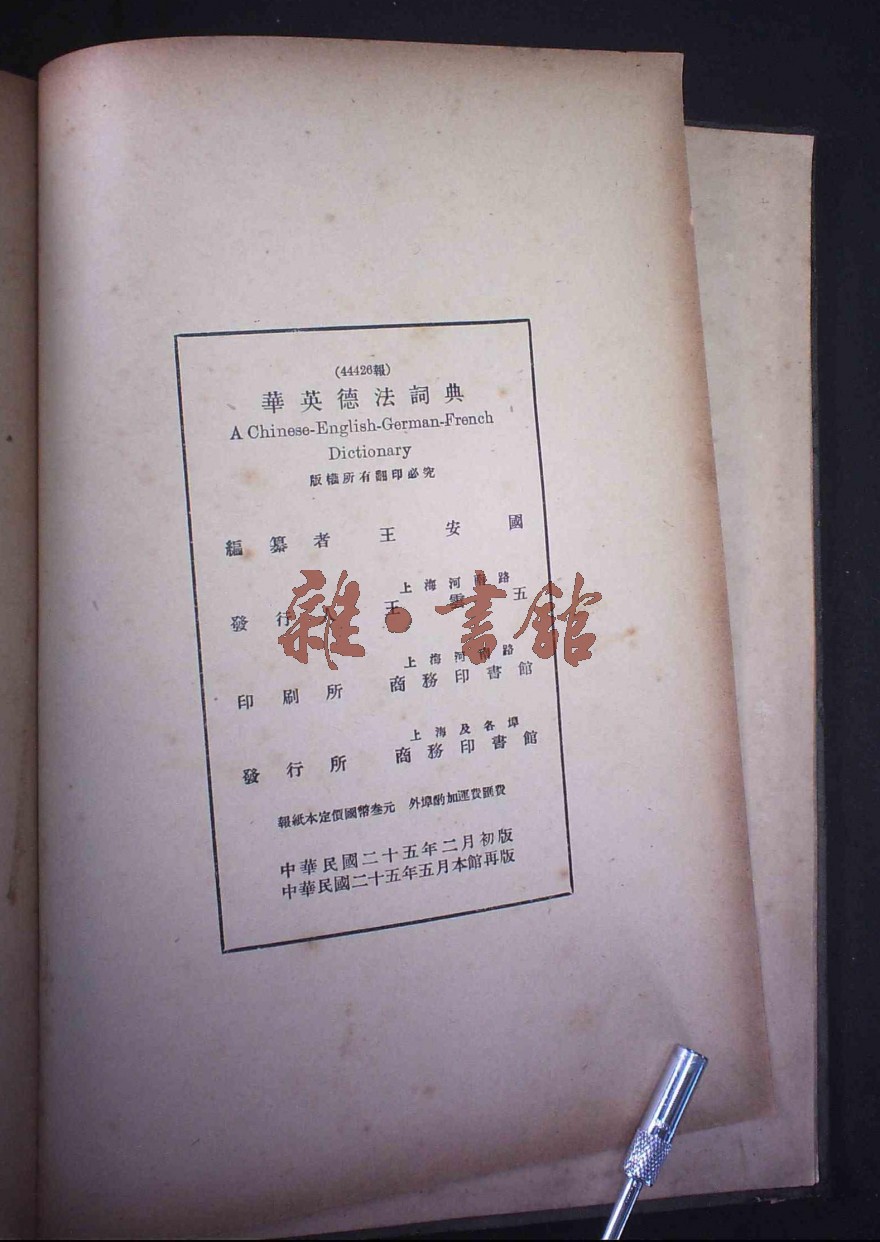 (44426報)
華英德法詞典
A Chinese-English-German-French
Dictionary
版權所有翻印必究
編纂者 王安國
上海河南路
發行人 王雲五
雜·書館
上海河南路
印刷所 商務印書館
上海及各埠
發行所 商務印書館
報紙本定價國幣叁元 外埠酌加運費匯費
中華民國二十五年二月初版
中華民國二十五年五月本館再版